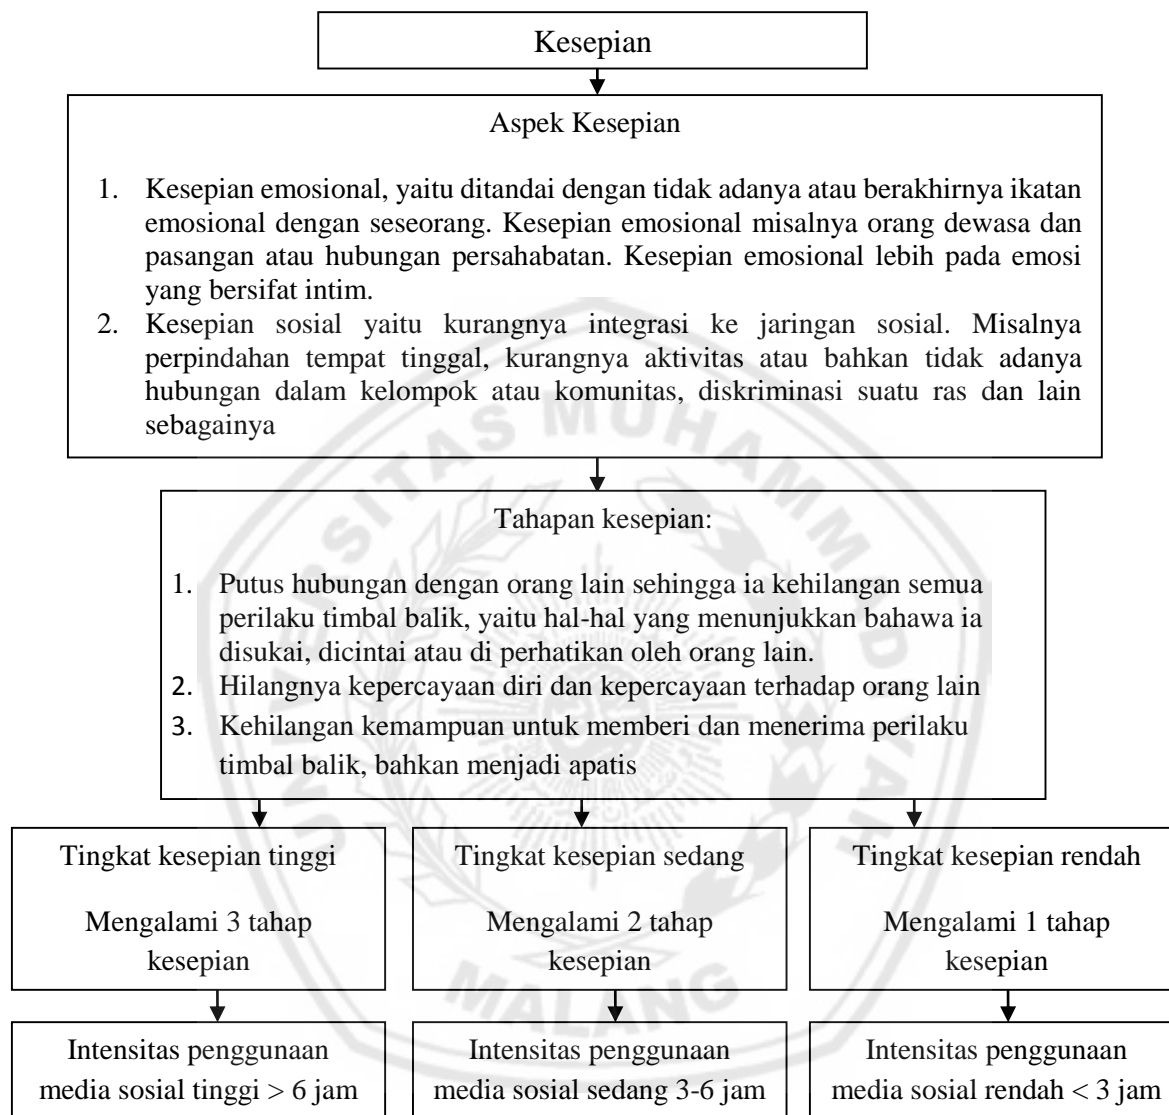 Kesepian
Aspek Kesepian
1. Kesepian emosional, yaitu ditandai dengan tidak adanya atau berakhirnya ikatan
emosional dengan seseorang. Kesepian emosional misalnya orang dewasa dan
pasangan atau hubungan persahabatan. Kesepian emosional lebih pada emosi
yang bersifat intim.
2. Kesepian sosial yaitu kurangnya integrasi ke jaringan sosial. Misalnya
perpindahan tempat tinggal, kurangnya aktivitas atau bahkan tidak adanya
hubungan dalam kelompok atau komunitas, diskriminasi suatu ras dan lain
sebagainya
Tahapan kesepian:
1. Putus hubungan dengan orang lain sehingga ia kehilangan semua
perilaku timbal balik, yaitu hal-hal yang menunjukkan bahawa ia
disukai, dicintai atau di perhatikan oleh orang lain.
2. Hilangnya kepercayaan diri dan kepercayaan terhadap orang lain
3. Kehilangan kemampuan untuk memberi dan menerima perilaku
timbal balik, bahkan menjadi apatis
Tingkat kesepian tinggi
Mengalami 3 tahap
kesepian
Tingkat kesepian sedang
Mengalami 2 tahap
kesepian
Tingkat kesepian rendah
Mengalami 1 tahap
kesepian
Intensitas penggunaan
media sosial tinggi > 6 jam
Intensitas penggunaan
media sosial sedang 3-6 jam
Intensitas penggunaan
media sosial rendah < 3 jam
UNIVERSITAS MUHAMMADIYAH
MALANG